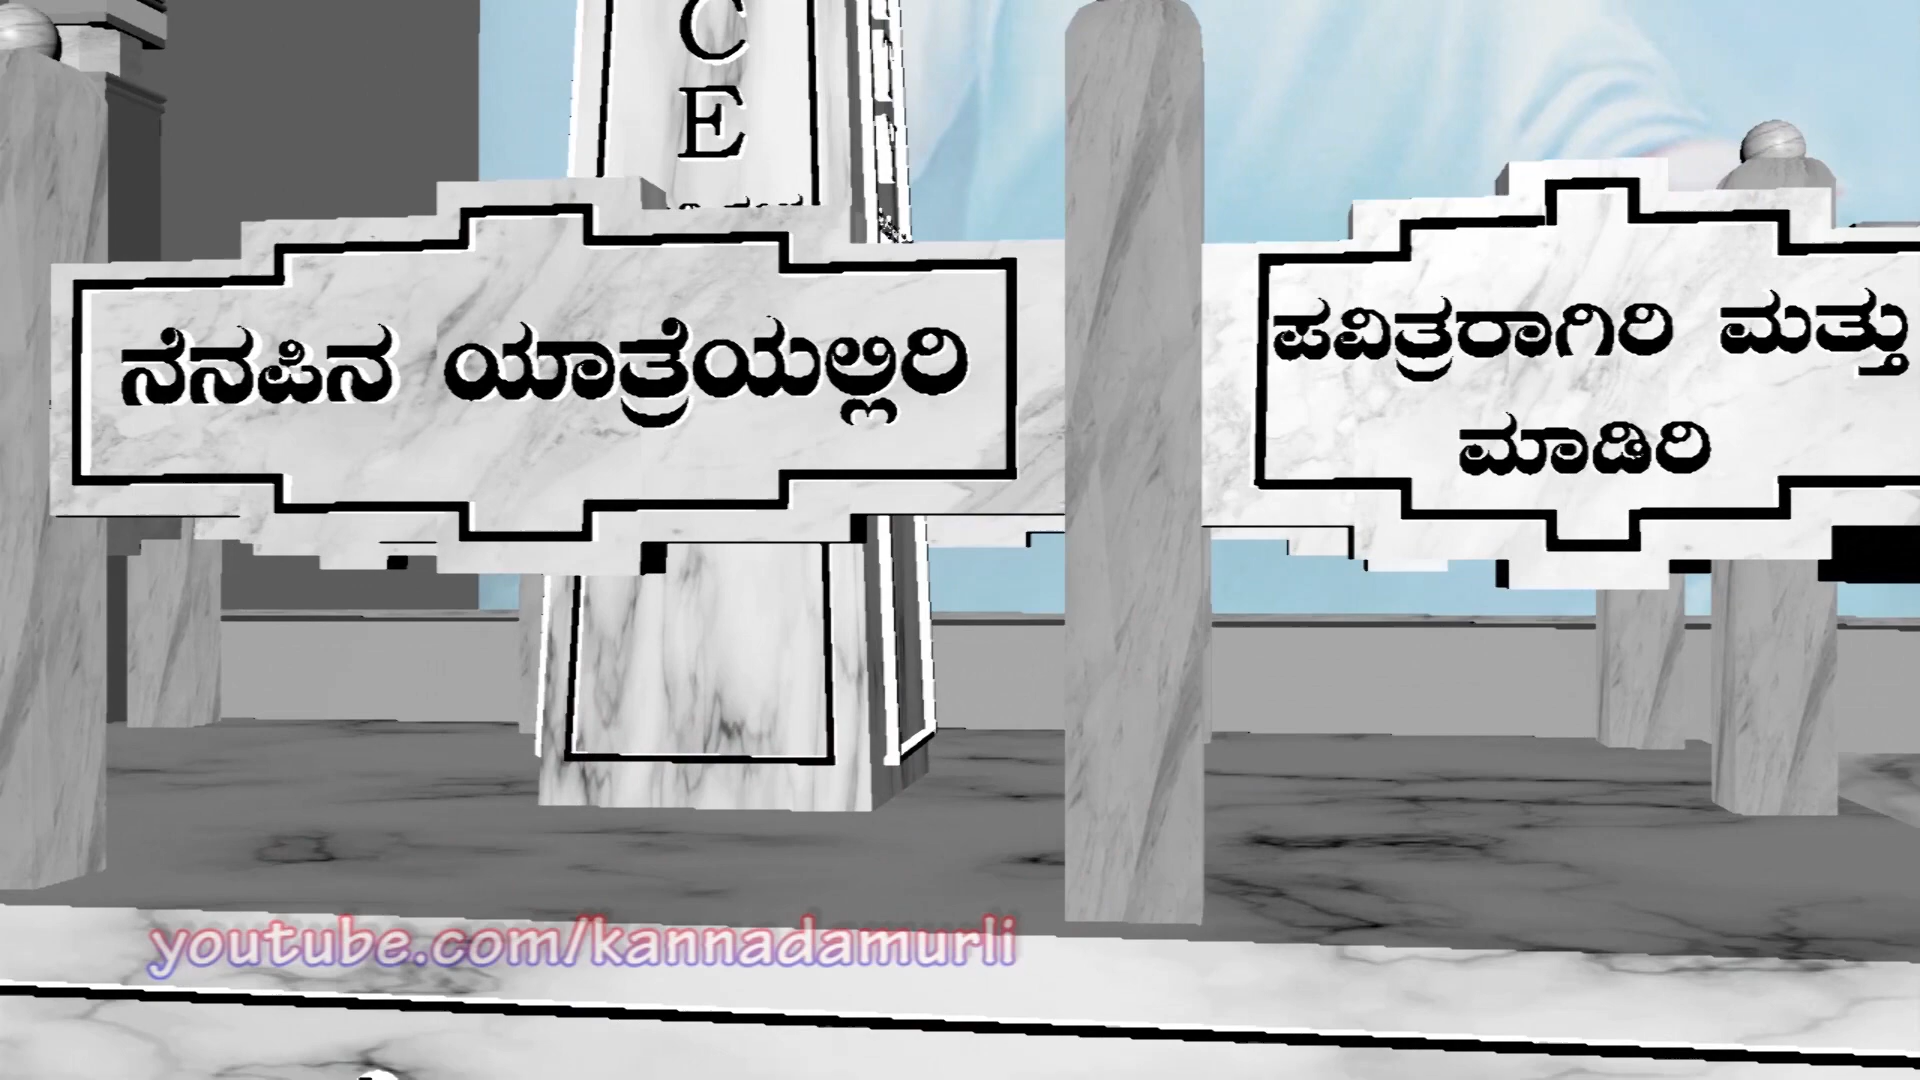 C
E
ನೆನಪಿನ ಯಾತ್ರೆಯಲ್ಲಿರಿ
ಪವಿತ್ರರಾಗಿರಿ ಮತ್ತು
ಮಾಡಿರಿ
youtube.com/kannadamurli